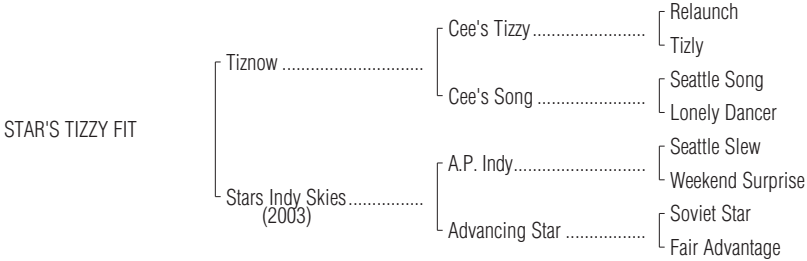 Relaunch
Cee's Tizzy........................
Tizly
Tiznow ..............................
Seattle Song
Cee's Song .......................
Lonely Dancer
STAR'S TIZZY FIT
Seattle Slew
A.P. Indy............................
Weekend Surprise
Stars Indy Skies................
(2003)
Soviet Star
Advancing Star .................
Fair Advantage